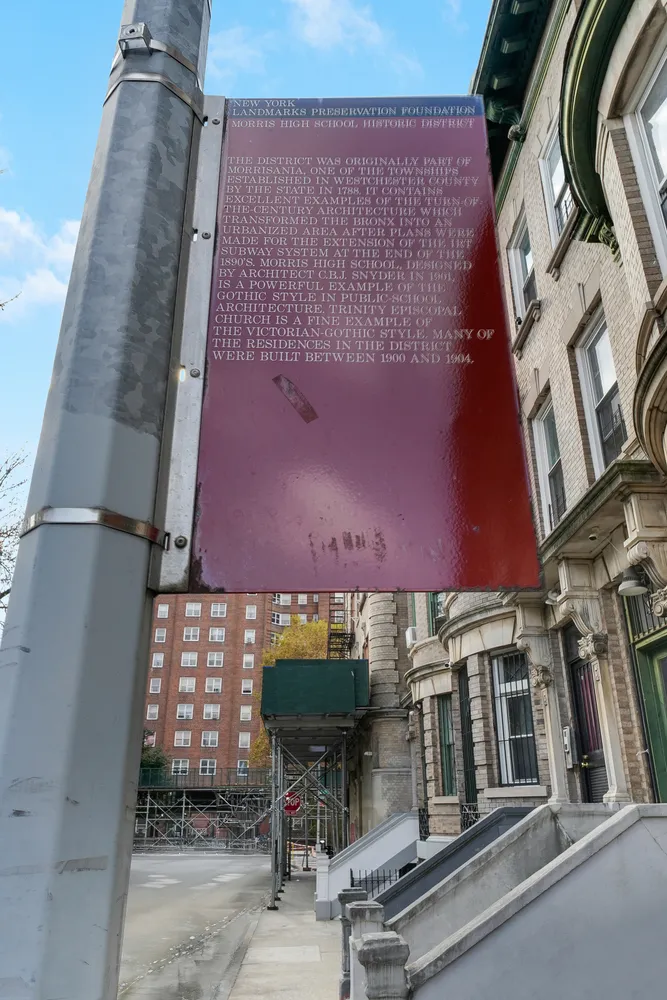 NEW YORK
LANDMARKS PRESERVATION FOUNDATION
MORRIS HIGH SCHOOL HISTORIC DISTRICT
THE DISTRICT WAS ORIGINALLY PART OF
MORRISANIA, ONE OF THE TOWNSHIPS
ESTABLISHED IN WESTCHESTER COUNTY
BY THE STATE IN 1788. IT CONTAINS
EXCELLENT EXAMPLES OF THE TURN-OF-
THE-CENTURY ARCHITECTURE WHICH
TRANSFORMED THE BRONX INTO AN
URBANIZED AREA AFTER PLANS WERE
MADE FOR THE EXTENSION OF THE IRT
SUBWAY SYSTEM AT THE END OF THE
1890'S. MORRIS HIGH SCHOOL, DESIGNED
BY ARCHITECT C.B.J. SNYDER IN 1901,
IS A POWERFUL EXAMPLE OF THE
GOTHIC STYLE IN PUBLIC SCHOOL
ARCHITECTURE. TRINITY EPISCOPAL
CHURCH IS A FINE EXAMPLE OF
THE VICTORIAN-GOTHIC STYLE. MANY OF
THE RESIDENCES IN THE DISTRICT
WERE BUILT BETWEEN 1900 AND 1904.
STOP